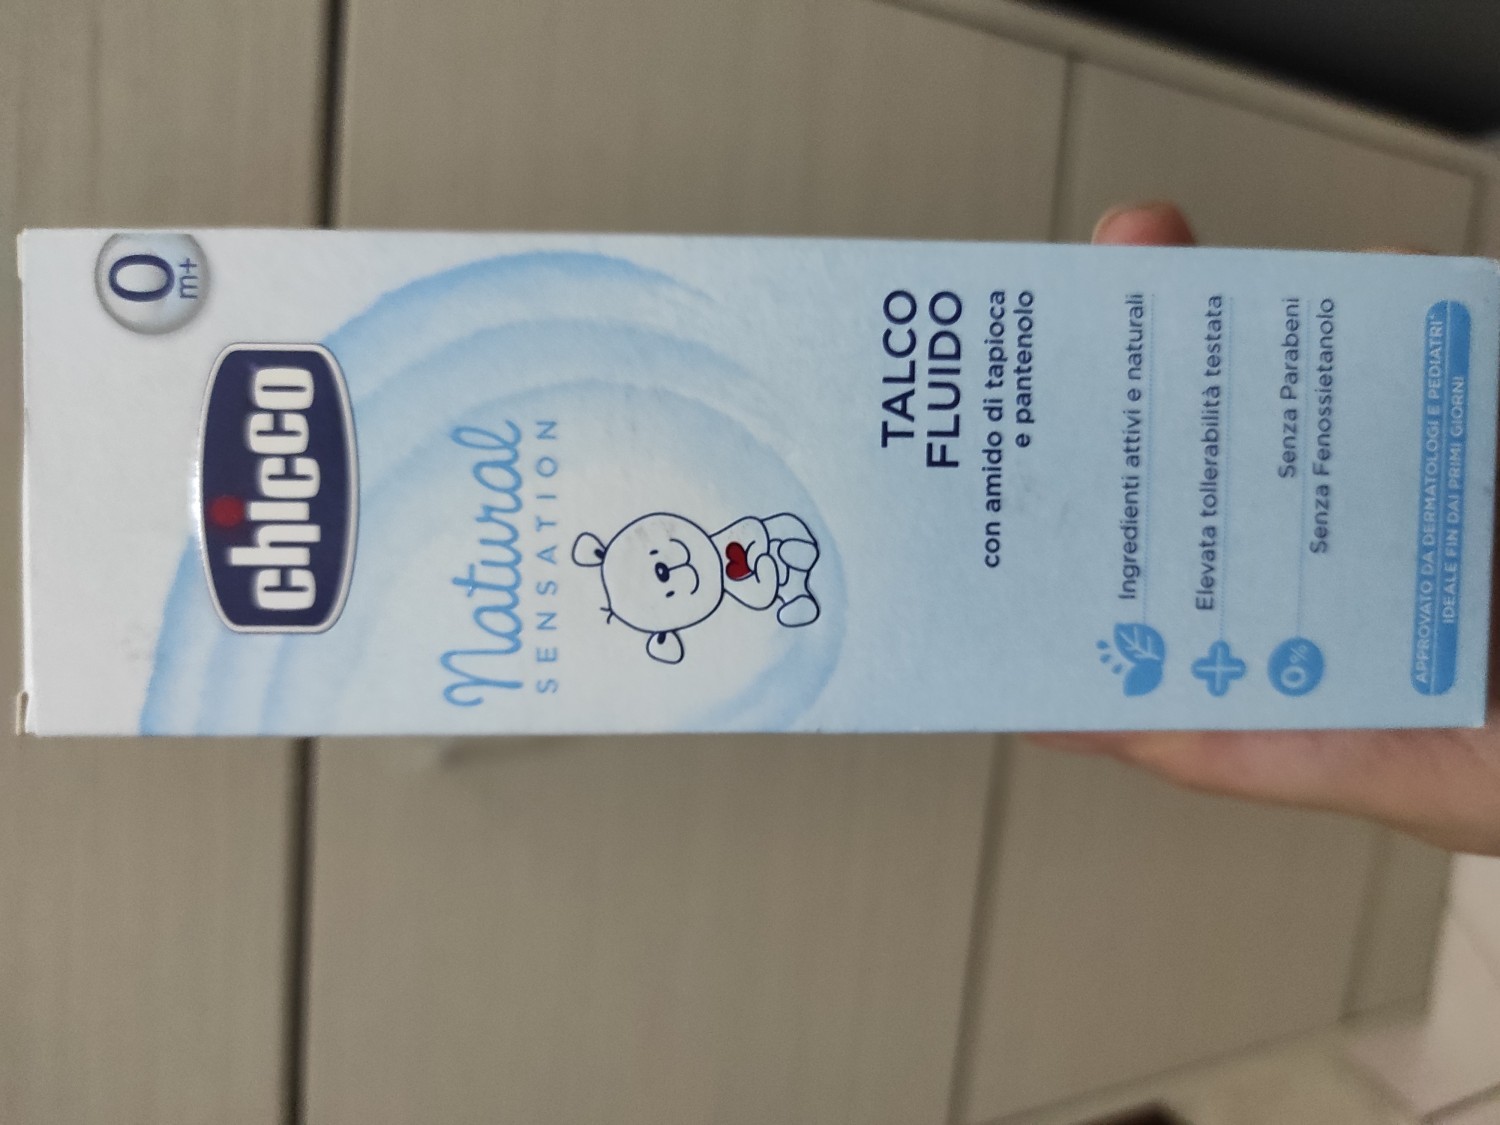 0
m+
chicco
Natural
SENSATION
TALCO
FLUIDO
con amido di tapioca
e pantenolo
Ingredienti attivi e naturali
Elevata tollerabilità testata
0%
Senza Parabeni
Senza Fenossietanolo
APPROVATO DA DERMATOLOGI E PEDIATRI*
IDEALE FIN DAI PRIMI GIORNI